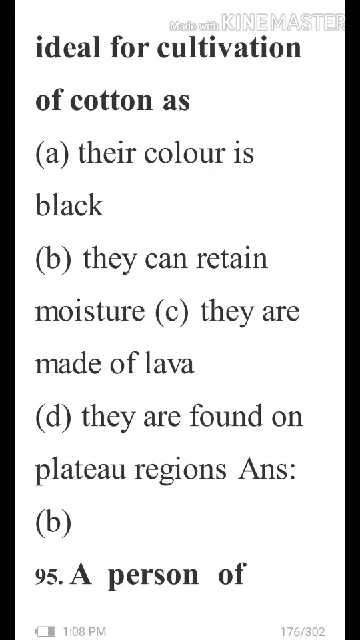 Made with KINEMASTER
ideal for cultivation
of cotton as
(a) their colour is
black
(b) they can retain
moisture (c) they are
made of lava
(d) they are found on
plateau regions Ans:
(b)
95. A person of
1:08 PM 176/302